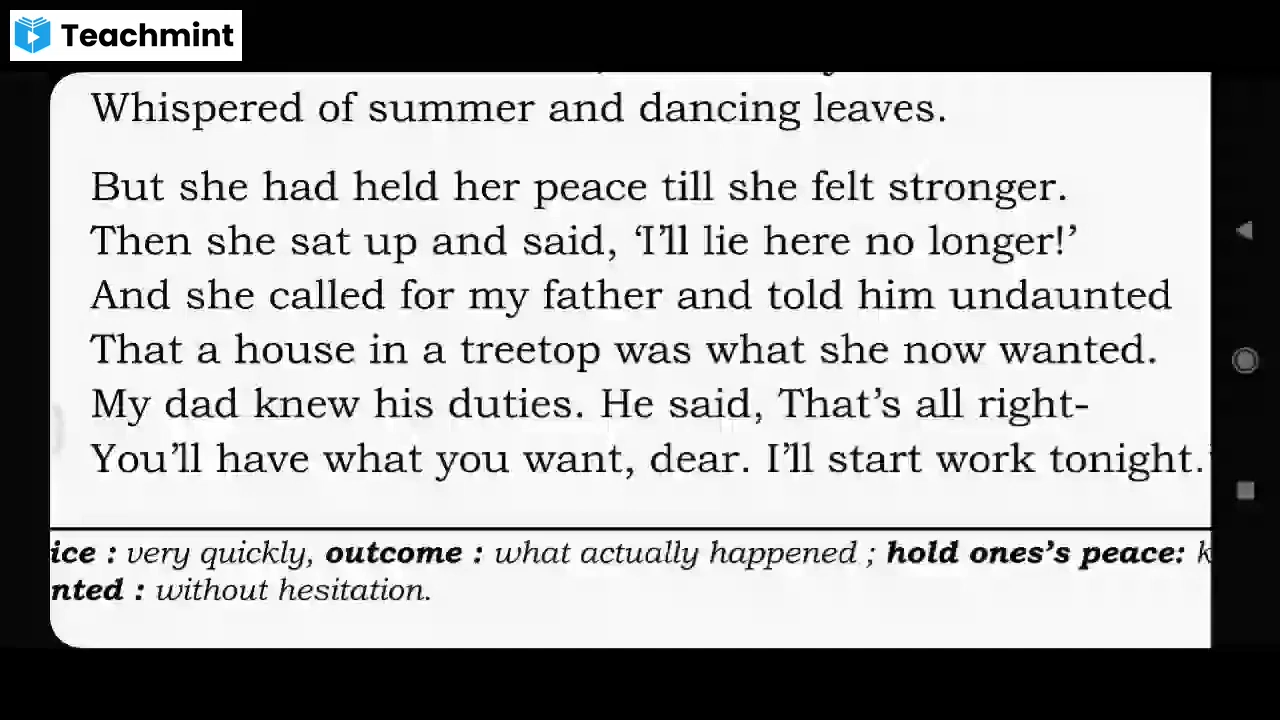 Teachmint
Whispered of summer and dancing leaves.
But she had held her peace till she felt stronger.
Then she sat up and said, ‘I’ll lie here no longer!’
And she called for my father and told him undaunted
That a house in a treetop was what she now wanted.
My dad knew his duties. He said, That’s all right-
You’ll have what you want, dear. I’ll start work tonight.’
ice : very quickly, outcome : what actually happened ; hold ones’s peace: k
nted : without hesitation.